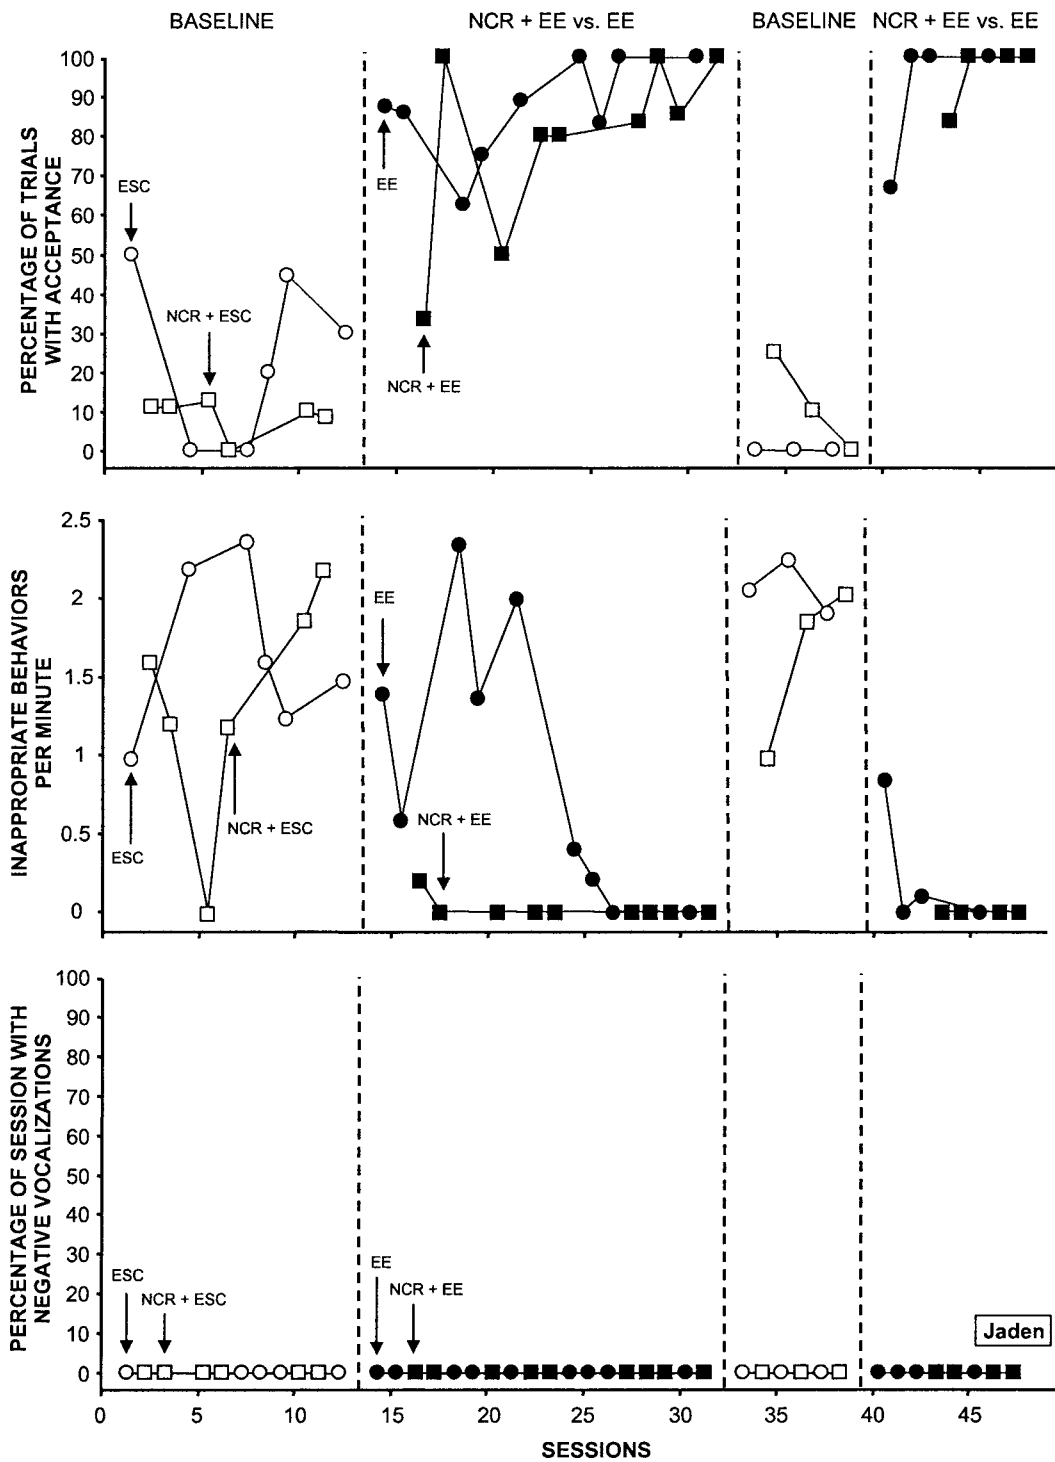 BASELINE NCR + EE vs. EE BASELINE NCR + EE vs. EE
PERCENTAGE OF TRIALS
WITH ACCEPTANCE
100
90
80
70
60
50
40
30
20
10
0
ESC
NCR + ESC
EE
NCR + EE
INAPPROPRIATE BEHAVIORS
PER MINUTE
2.5
2
1.5
1
0.5
0
ESC
NCR + ESC
EE
NCR + EE
PERCENTAGE OF SESSION WITH
NEGATIVE VOCALIZATIONS
100
90
80
70
60
50
40
30
20
10
0
ESC
NCR + ESC
EE
NCR + EE
Jaden
0 5 10 15 20 25 30 35 40 45
SESSIONS